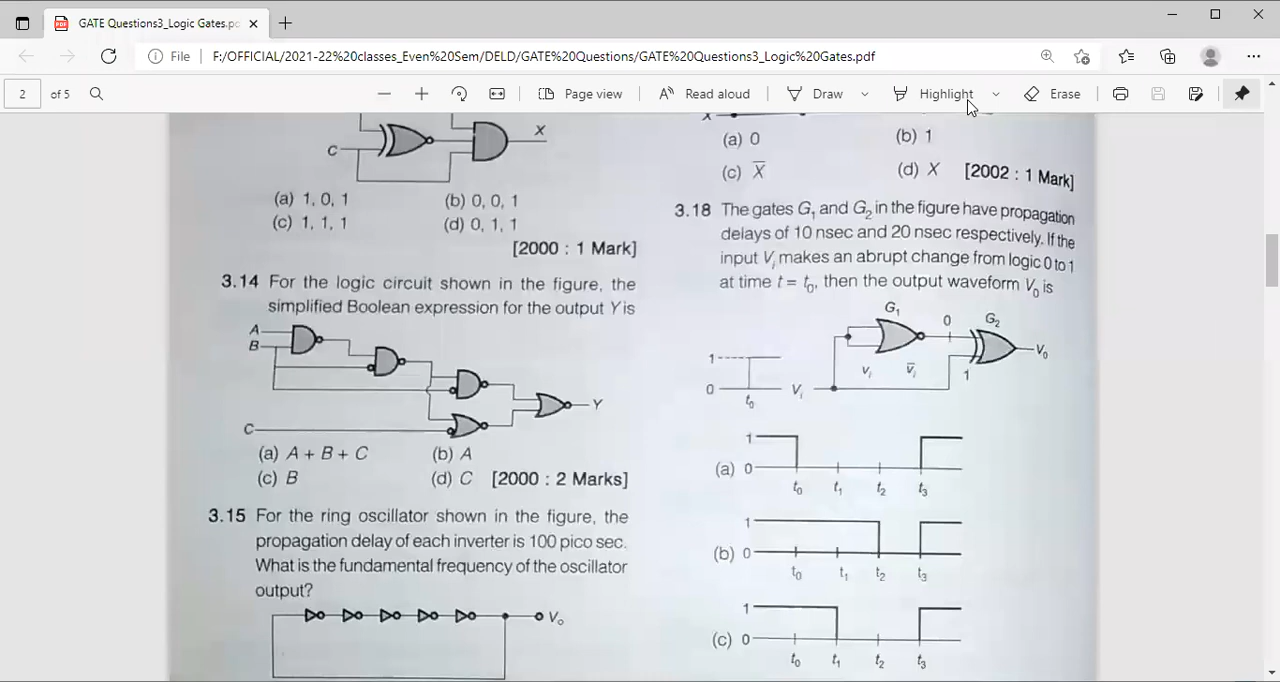 GATE Questions3_Logic Gates.pd
File
F:/OFFICIAL/2021-22%20classes_Even%20Sem/DELD/GATE%20Questions/GATE%20Questions3_Logic%20Gates.pdf
2 of 5
Page view
Read aloud
Draw
Highlight
Erase
C
X
(a) 1, 0, 1 (b) 0, 0, 1
(c) 1, 1, 1 (d) 0, 1, 1
[2000 : 1 Mark]
3.14 For the logic circuit shown in the figure, the
simplified Boolean expression for the output Y is
A
B
C
Y
(a) A + B + C (b) A
(c) B (d) C [2000 : 2 Marks]
3.15 For the ring oscillator shown in the figure, the
propagation delay of each inverter is 100 pico sec.
What is the fundamental frequency of the oscillator
output?
Vₒ
X
(a) 0 (b) 1
(c) X̅ (d) X [2002 : 1 Mark]
3.18 The gates G₁ and G₂ in the figure have propagation
delays of 10 nsec and 20 nsec respectively. If the
input Vᵢ makes an abrupt change from logic 0 to 1
at time t = t₀, then the output waveform V₀ is
G₁ 0 G₂
1 V₀
vᵢ v̅ᵢ 1
0 Vᵢ
t₀
1
(a) 0
t₀ t₁ t₂ t₃
1
(b) 0
t₀ t₁ t₂ t₃
1
(c) 0
t₀ t₁ t₂ t₃